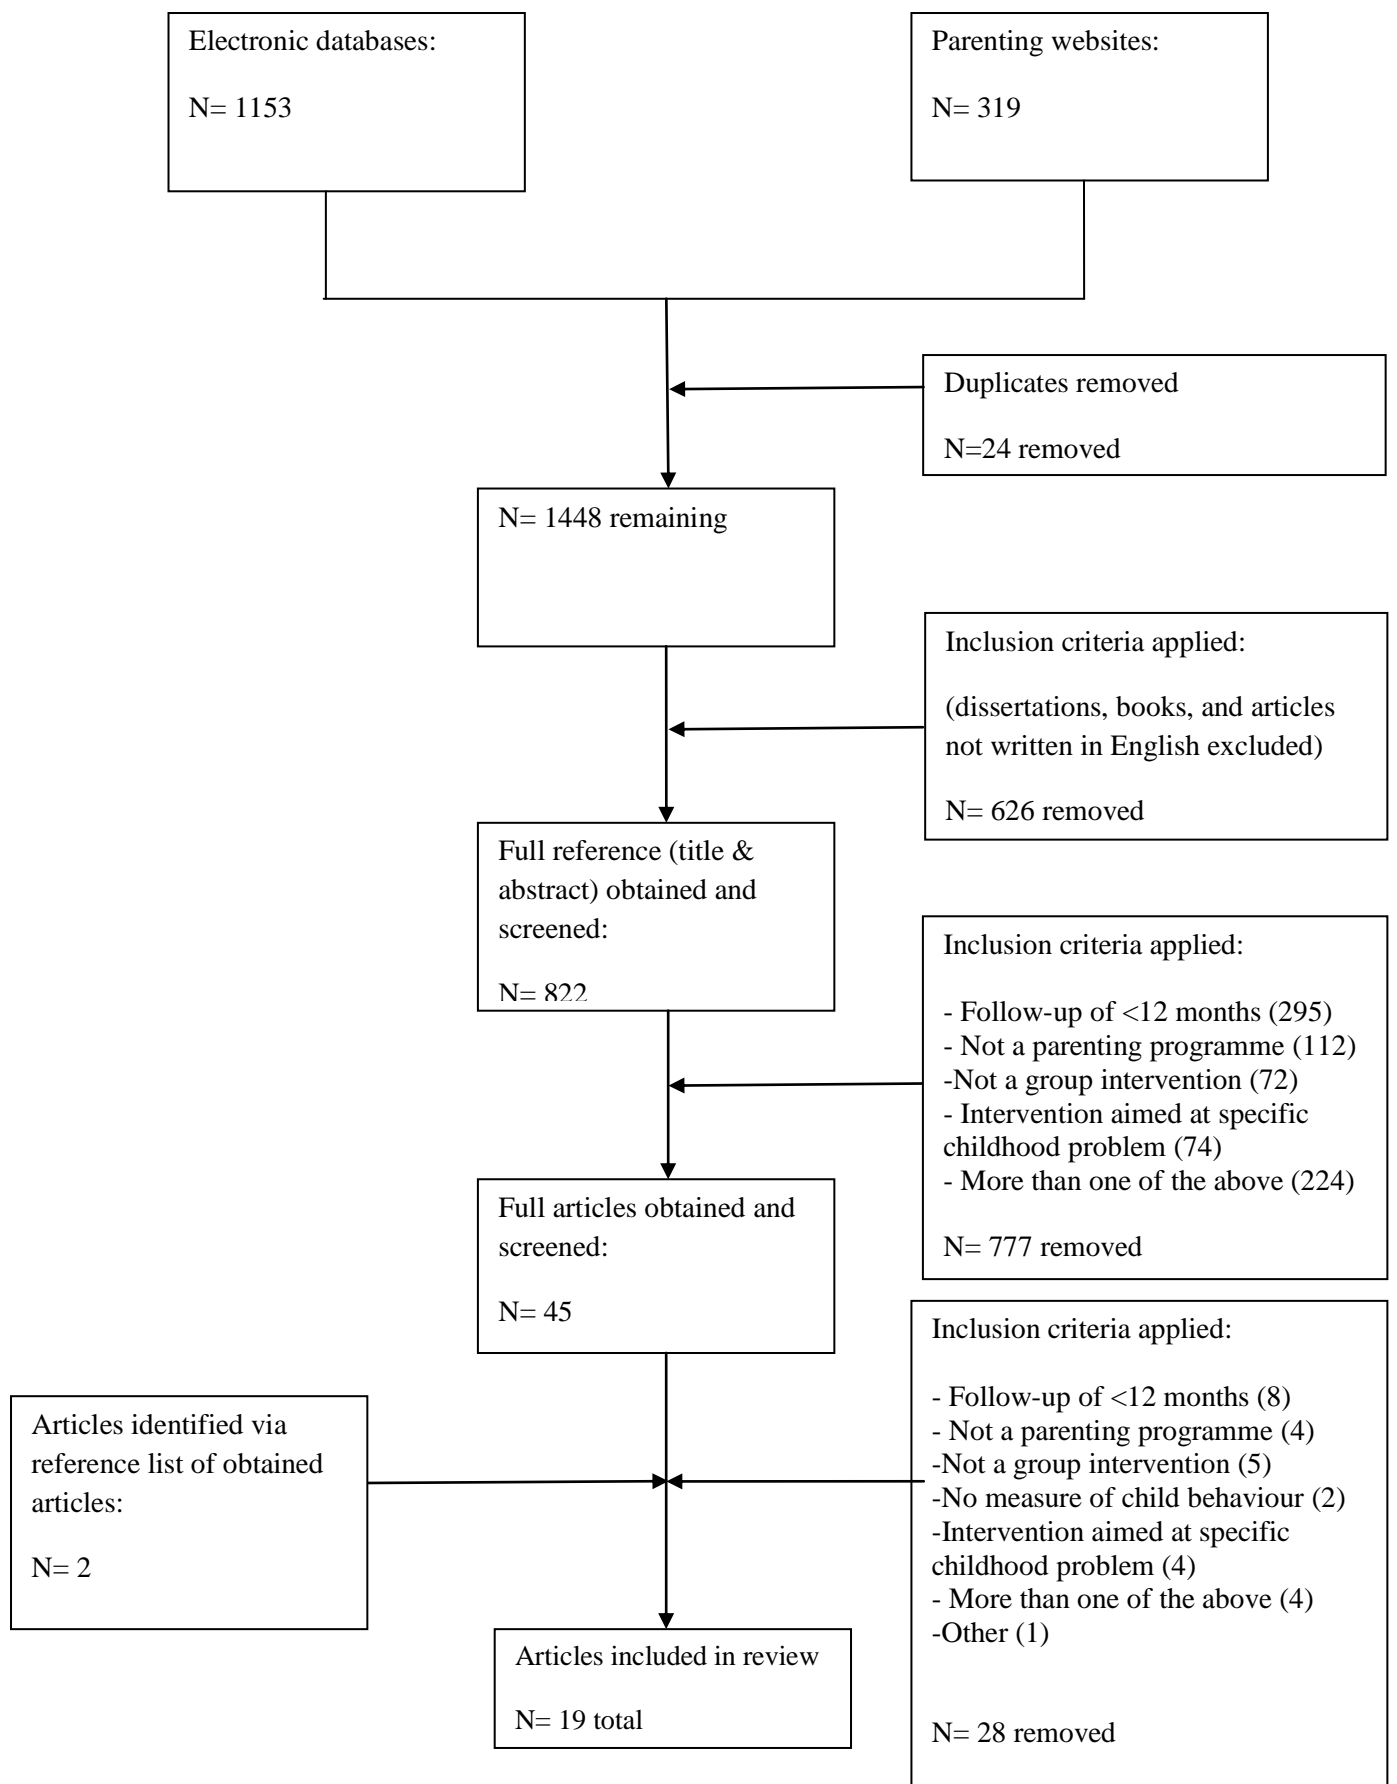 Electronic databases:
N= 1153
Parenting websites:
N= 319
Duplicates removed
N=24 removed
N= 1448 remaining
Inclusion criteria applied:
(dissertations, books, and articles
not written in English excluded)
N= 626 removed
Full reference (title &
abstract) obtained and
screened:
N= 822
Inclusion criteria applied:
- Follow-up of <12 months (295)
- Not a parenting programme (112)
-Not a group intervention (72)
- Intervention aimed at specific
childhood problem (74)
- More than one of the above (224)
N= 777 removed
Full articles obtained and
screened:
N= 45
Inclusion criteria applied:
- Follow-up of <12 months (8)
- Not a parenting programme (4)
-Not a group intervention (5)
-No measure of child behaviour (2)
-Intervention aimed at specific
childhood problem (4)
- More than one of the above (4)
-Other (1)
N= 28 removed
Articles identified via
reference list of obtained
articles:
N= 2
Articles included in review
N= 19 total